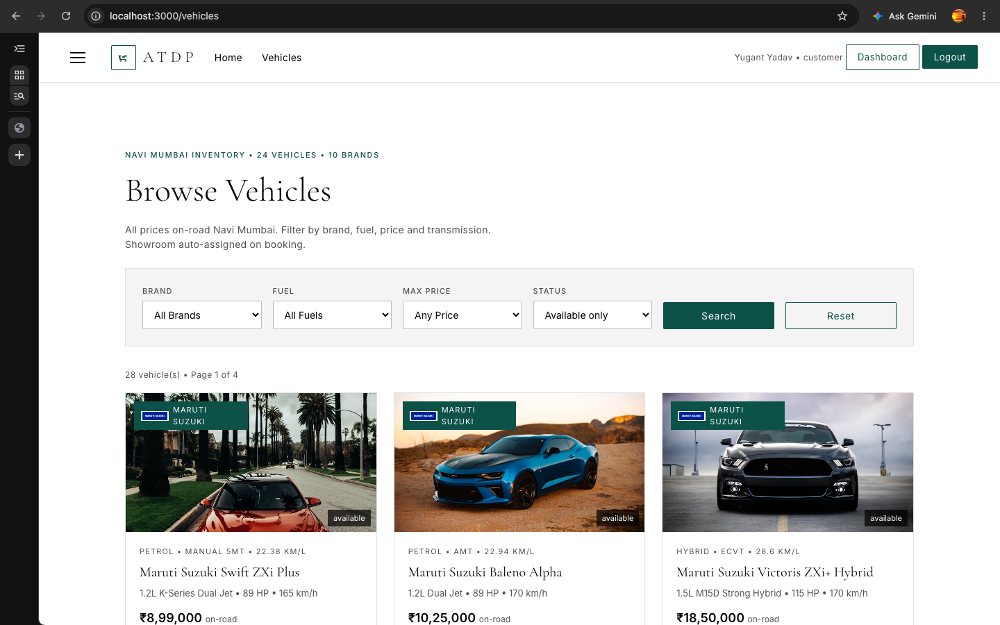 localhost:3000/vehicles
Ask Gemini
ATDP
Home
Vehicles
Yugant Yadav • customer
Dashboard
Logout
NAVI MUMBAI INVENTORY • 24 VEHICLES • 10 BRANDS
Browse Vehicles
All prices on-road Navi Mumbai. Filter by brand, fuel, price and transmission.
Showroom auto-assigned on booking.
BRAND
FUEL
MAX PRICE
STATUS
All Brands
All Fuels
Any Price
Available only
Search
Reset
28 vehicle(s) • Page 1 of 4
MARUTI SUZUKI
MARUTI
SUZUKI
available
PETROL • MANUAL 5MT • 22.38 KM/L
Maruti Suzuki Swift ZXi Plus
1.2L K-Series Dual Jet • 89 HP • 165 km/h
₹8,99,000 on-road
MARUTI SUZUKI
MARUTI
SUZUKI
available
PETROL • AMT • 22.94 KM/L
Maruti Suzuki Baleno Alpha
1.2L Dual Jet • 89 HP • 170 km/h
₹10,25,000 on-road
MARUTI SUZUKI
MARUTI
SUZUKI
available
HYBRID • ECVT • 28.6 KM/L
Maruti Suzuki Victoris ZXi+ Hybrid
1.5L M15D Strong Hybrid • 115 HP • 170 km/h
₹18,50,000 on-road